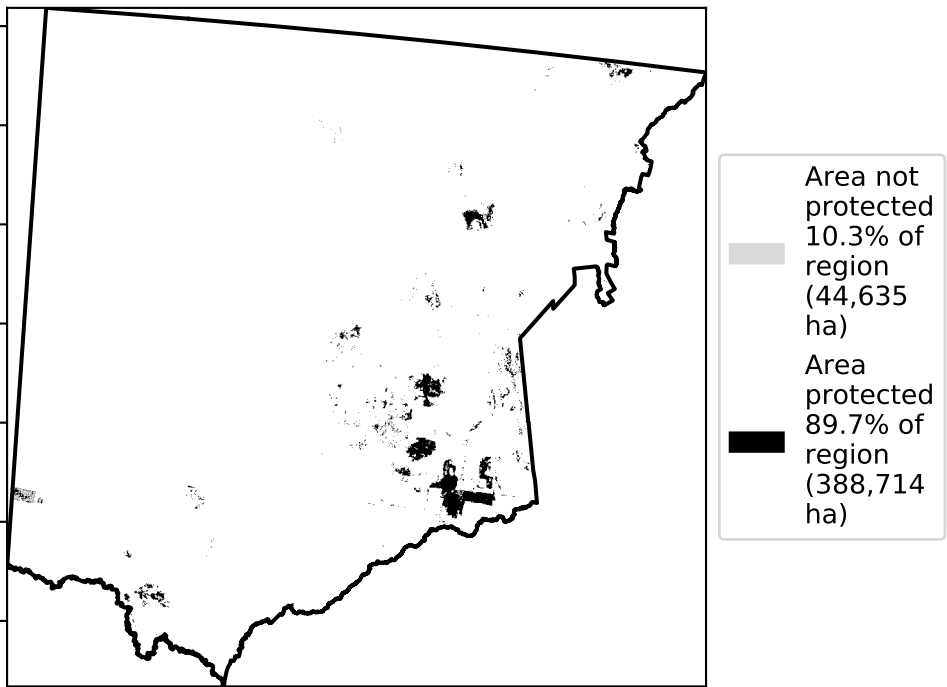 Area not
protected
10.3% of
region
(44,635
ha)
Area
protected
89.7% of
region
(388,714
ha)